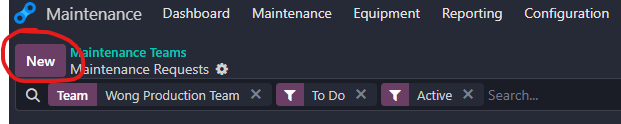 Maintenance Dashboard Maintenance Equipment Reporting Configuration
New
Maintenance Teams
Maintenance Requests
Team Wong Production Team × To Do × Active × Search...